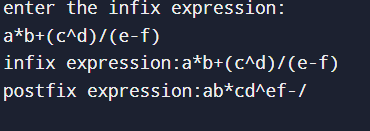 enter the infix expression:
a*b+(c^d)/(e-f)
infix expression:a*b+(c^d)/(e-f)
postfix expression:ab*cd^ef-/